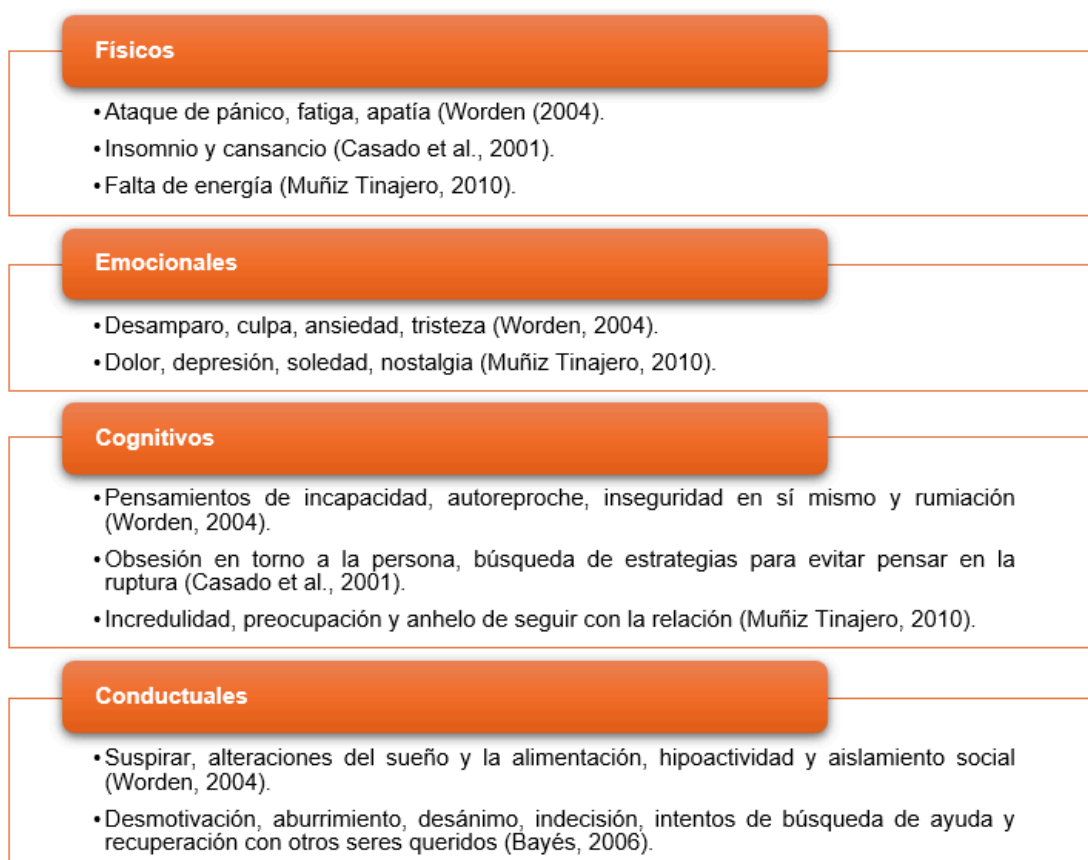 Físicos
•Ataque de pánico, fatiga, apatía (Worden (2004).
•Insomnio y cansancio (Casado et al., 2001).
•Falta de energía (Muñiz Tinajero, 2010).
Emocionales
•Desamparo, culpa, ansiedad, tristeza (Worden, 2004).
•Dolor, depresión, soledad, nostalgia (Muñiz Tinajero, 2010).
Cognitivos
•Pensamientos de incapacidad, autoreproche, inseguridad en sí mismo y rumiación
(Worden, 2004).
•Obsesión en torno a la persona, búsqueda de estrategias para evitar pensar en la
ruptura (Casado et al., 2001).
•Incredulidad, preocupación y anhelo de seguir con la relación (Muñiz Tinajero, 2010).
Conductuales
•Suspirar, alteraciones del sueño y la alimentación, hipoactividad y aislamiento social
(Worden, 2004).
•Desmotivación, aburrimiento, desánimo, indecisión, intentos de búsqueda de ayuda y
recuperación con otros seres queridos (Bayés, 2006).